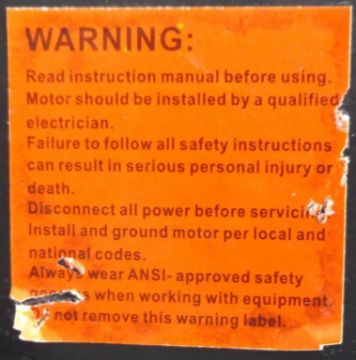 WARNING:
Read instruction manual before using.
Motor should be installed by a qualified
electrician.
Failure to follow all safety instructions
can result in serious personal injury or
death.
Disconnect all power before servicing.
Install and ground motor per local and
national codes.
Always wear ANSI- approved safety
when working with equipment.
Do not remove this warning label.